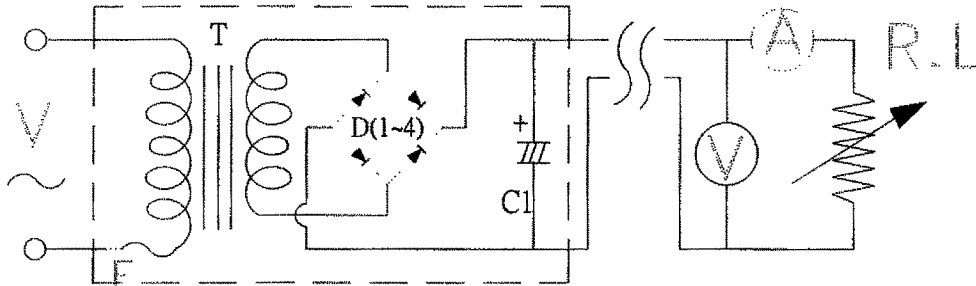 T
A
R-L
V
~
D(1~4)
+
V
C1
F